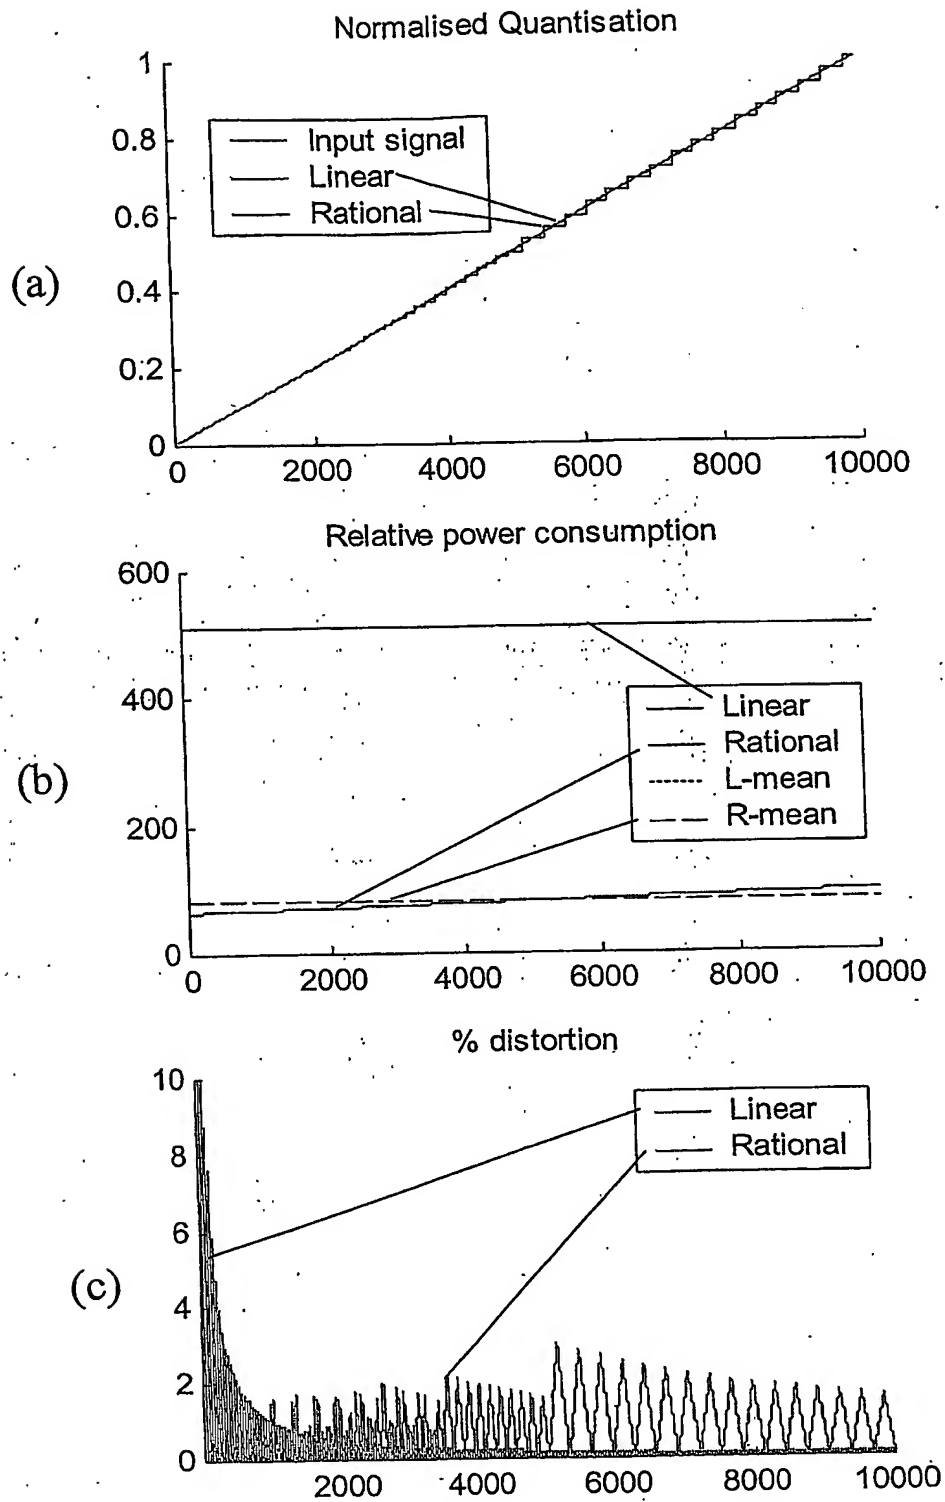 Normalised Quantisation
1
0.8
0.6
0.4
0.2
0
Input signal
Linear
Rational
(a)
0 2000 4000 6000 8000 10000
Relative power consumption
600
400
200
0
Linear
Rational
L-mean
R-mean
(b)
0 2000 4000 6000 8000 10000
% distortion
10
8
6
4
2
0
Linear
Rational
(c)
2000 4000 6000 8000 10000